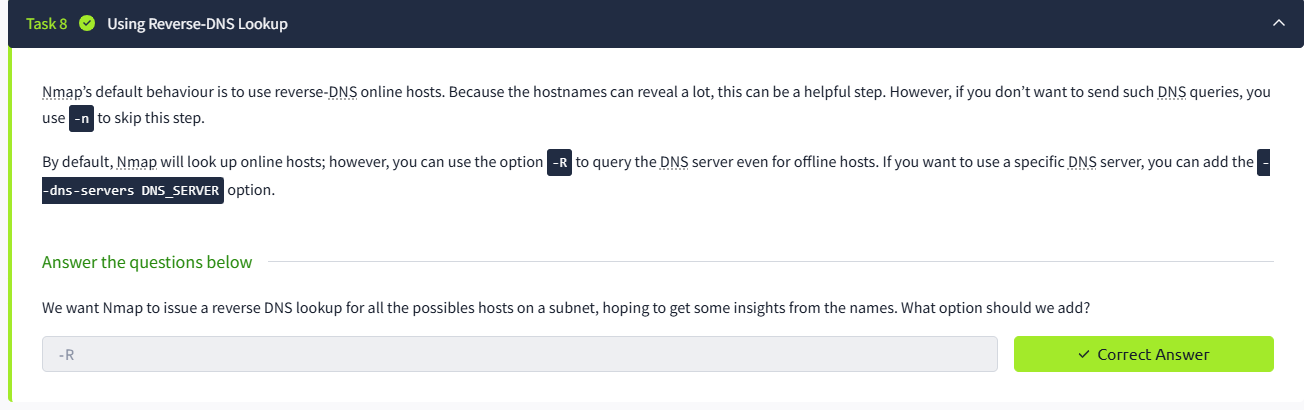 Task 8 Using Reverse-DNS Lookup
Nmap's default behaviour is to use reverse-DNS online hosts. Because the hostnames can reveal a lot, this can be a helpful step. However, if you don't want to send such DNS queries, you
use -n to skip this step.
By default, Nmap will look up online hosts; however, you can use the option -R to query the DNS server even for offline hosts. If you want to use a specific DNS server, you can add the -
-dns-servers DNS_SERVER option.
Answer the questions below
We want Nmap to issue a reverse DNS lookup for all the possibles hosts on a subnet, hoping to get some insights from the names. What option should we add?
-R
Correct Answer